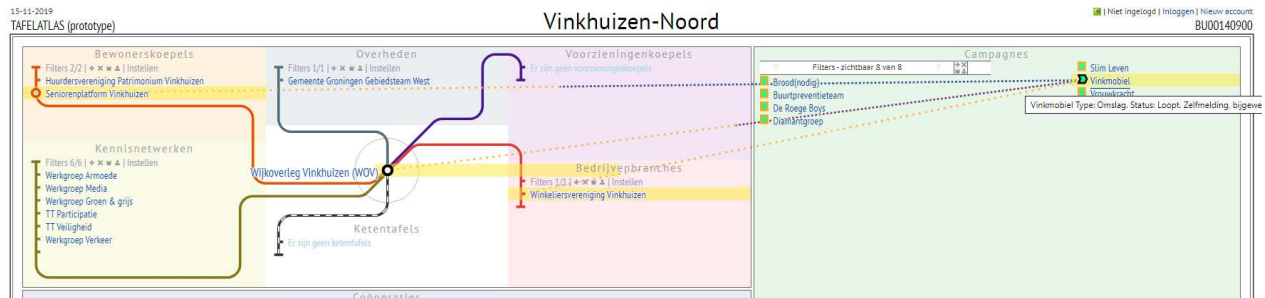 15-11-2019
TAFELATLAS (prototype)
Vinkhuizen-Noord
| Niet ingelogd | Inloggen | Nieuw account
BU00140900
Bewonerskoepels
Filters 2/2 | Instellen
Huurdersvereniging Patrimonium Vinkhuizen
Seniorenplatform Vinkhuizen
Overheden
Filters 1/1 | Instellen
Gemeente Groningen Gebiedsteam West
Voorzieningenkoepels
Er zijn geen voorzieningenkoepels
Kennisnetwerken
Filters 6/6 | Instellen
Werkgroep Armoede
Werkgroep Media
Werkgroep Groen & grijs
TT Participatie
TT Veiligheid
Werkgroep Verkeer
Wijkoverleg Vinkhuizen (WOV)
Ketentafels
Er zijn geen ketentafels
Bedrijvenbranches
Filters 1/1 | Instellen
Winkeliersvereniging Vinkhuizen
Campagnes
Filters - zichtbaar 8 van 8
Brood(nodig)
Buurtpreventieteam
De Roege Boys
Diamantgroep
Slim Leven
Vinkmobiel
Vrouwkracht
Vinkmobiel Type: Omslag. Status: Loopt. Zelfmelding, bijgewe
Coöperaties